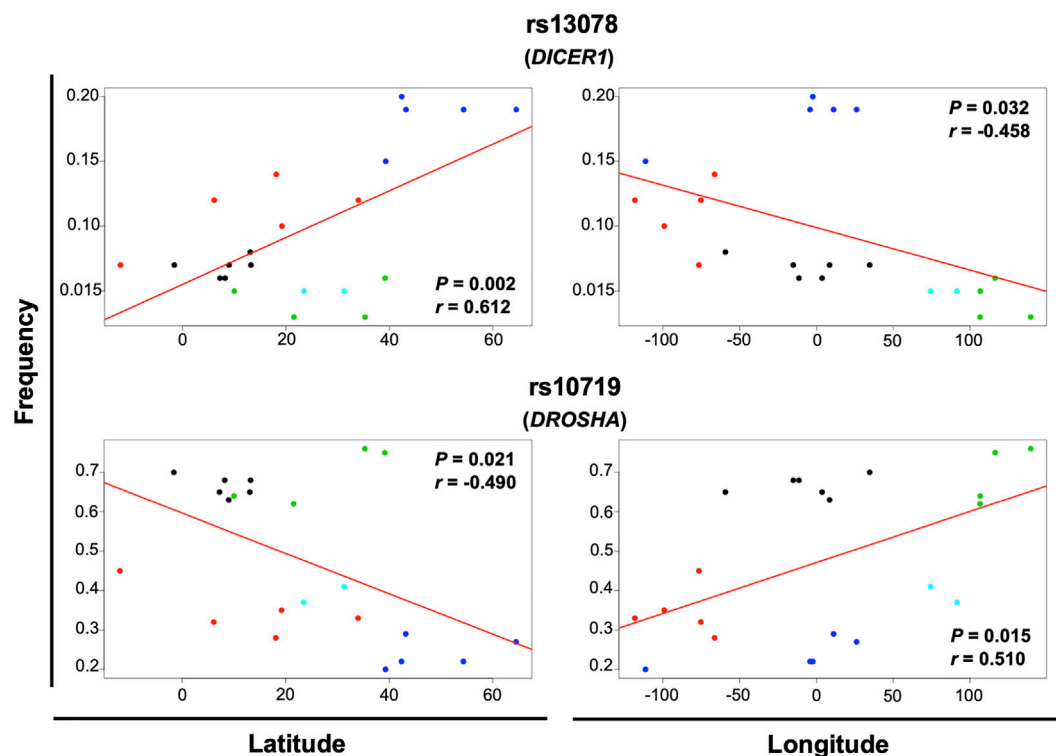 rs13078
(DICER1)
0.20
0.15
0.10
0.015
P = 0.002
r = 0.612
0
20
40
60
0.20
0.15
0.10
0.015
P = 0.032
r = -0.458
-100
-50
0
50
100
Frequency
rs10719
(DROSHA)
0.7
0.6
0.5
0.4
0.3
0.2
P = 0.021
r = -0.490
0
20
40
60
0.7
0.6
0.5
0.4
0.3
0.2
P = 0.015
r = 0.510
-100
-50
0
50
100
Latitude
Longitude